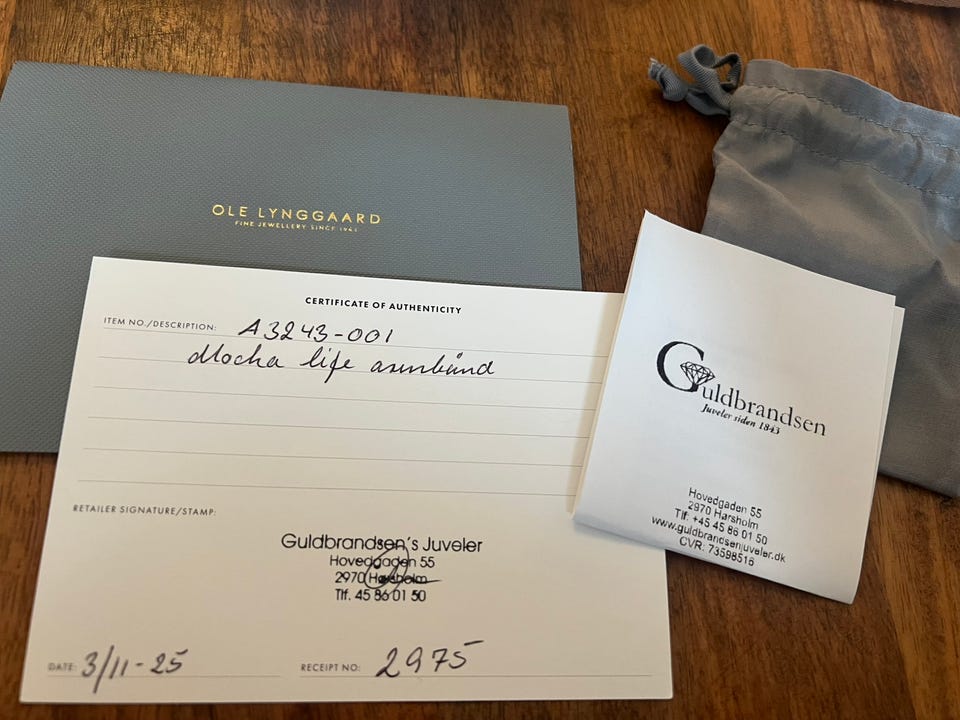 OLE LYNGGAARD
FINE JEWELLERY SINCE 1963
CERTIFICATE OF AUTHENTICITY
ITEM NO./DESCRIPTION: A3243-001
Mocha life armbånd
RETAILER SIGNATURE/STAMP:
Guldbrandsen's Juveler
Hovedgaden 55
2970 Hørsholm
Tlf. 45 86 01 50
DATE: 3/11-25
RECEIPT NO: 2975
Guldbrandsen
Juveler siden 1843
Hovedgaden 55
2970 Hørsholm
Tlf: +45 45 86 01 50
www.guldbrandsenjuveler.dk
CVR: 73598516